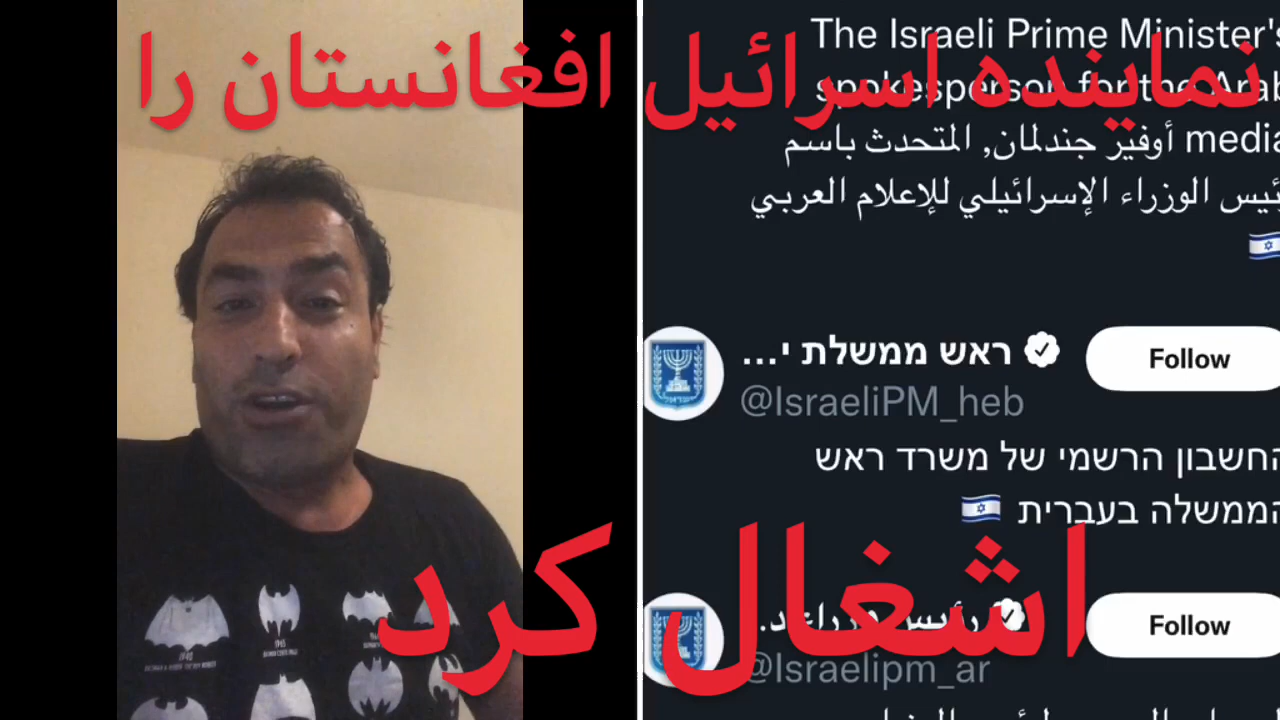 نماینده اسرائیل افغانستان را
اشغال کرد
The Israeli Prime Minister's
spokesperson for the Arab
media أوفير جندلمان, المتحدث باسم
الوزراء الإسرائيلي للإعلام العربي
🇮🇱
ראש ממשלת י...
@IsraeliPM_heb
Follow
החשבון הרשמי של משרד ראש
הממשלה בעברית 🇮🇱
@Israelipm_ar
Follow